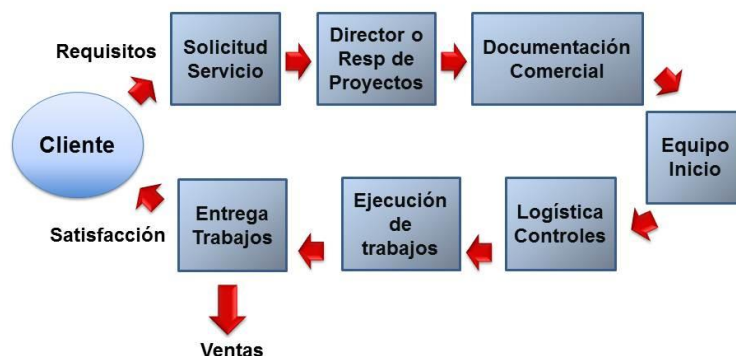 Requisitos
Solicitud
Servicio
Director o
Resp de
Proyectos
Documentación
Comercial
Cliente
Equipo
Inicio
Satisfacción
Entrega
Trabajos
Ejecución
de
trabajos
Logística
Controles
Ventas